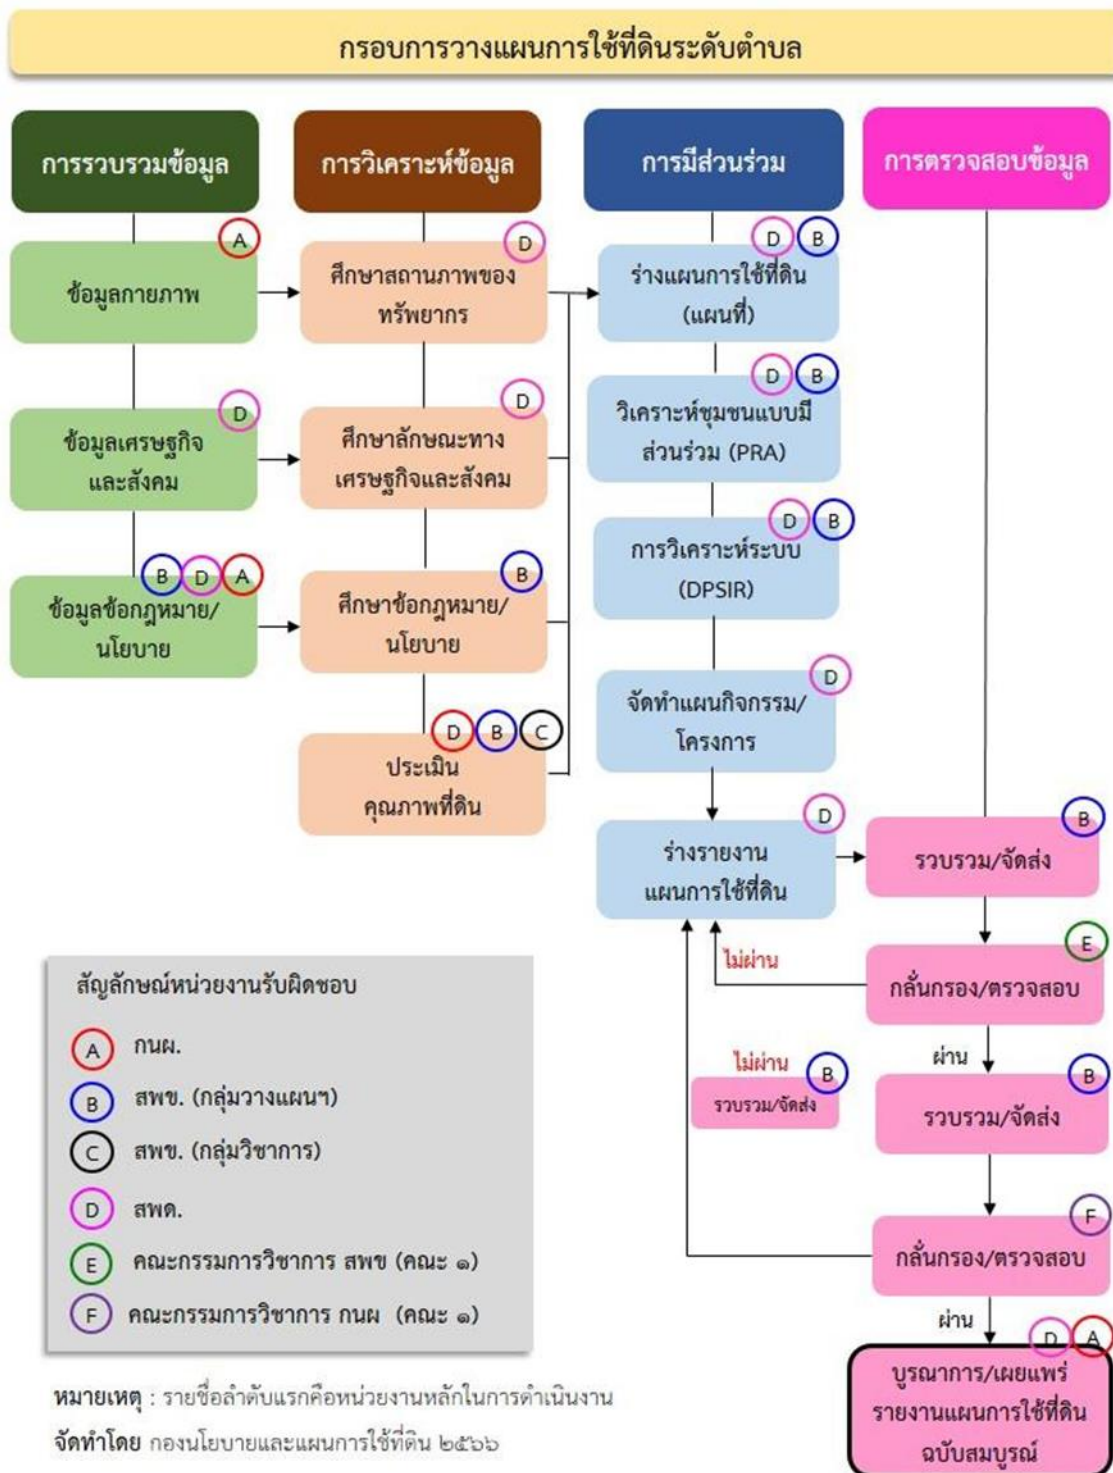 กรอบการวางแผนการใช้ที่ดินระดับตำบล
การรวบรวมข้อมูล
การวิเคราะห์ข้อมูล
การมีส่วนร่วม
การตรวจสอบข้อมูล
A
ข้อมูลกายภาพ
D
ศึกษาสถานภาพของ
ทรัพยากร
D B
ร่างแผนการใช้ที่ดิน
(แผนที่)
D
ข้อมูลเศรษฐกิจ
และสังคม
D
ศึกษาลักษณะทาง
เศรษฐกิจและสังคม
D B
วิเคราะห์ชุมชนแบบมี
ส่วนร่วม (PRA)
D B
การวิเคราะห์ระบบ
(DPSIR)
B D A
ข้อมูลข้อกฎหมาย/
นโยบาย
B
ศึกษาข้อกฎหมาย/
นโยบาย
D
จัดทำแผนกิจกรรม/
โครงการ
D B C
ประเมิน
คุณภาพที่ดิน
D
ร่างรายงาน
แผนการใช้ที่ดิน
B
รวบรวม/จัดส่ง
E
กลั่นกรอง/ตรวจสอบ
ไม่ผ่าน
ผ่าน
ไม่ผ่าน
B
รวบรวม/จัดส่ง
B
รวบรวม/จัดส่ง
F
กลั่นกรอง/ตรวจสอบ
ผ่าน
D A
บูรณาการ/เผยแพร่
รายงานแผนการใช้ที่ดิน
ฉบับสมบูรณ์
สัญลักษณ์หน่วยงานรับผิดชอบ
A กนผ.
B สพข. (กลุ่มวางแผนฯ)
C สพข. (กลุ่มวิชาการ)
D สพด.
E คณะกรรมการวิชาการ สพข (คณะ ๑)
F คณะกรรมการวิชาการ กนผ (คณะ ๑)
หมายเหตุ : รายชื่อลำดับแรกคือหน่วยงานหลักในการดำเนินงาน
จัดทำโดย กองนโยบายและแผนการใช้ที่ดิน ๒๕๖๖